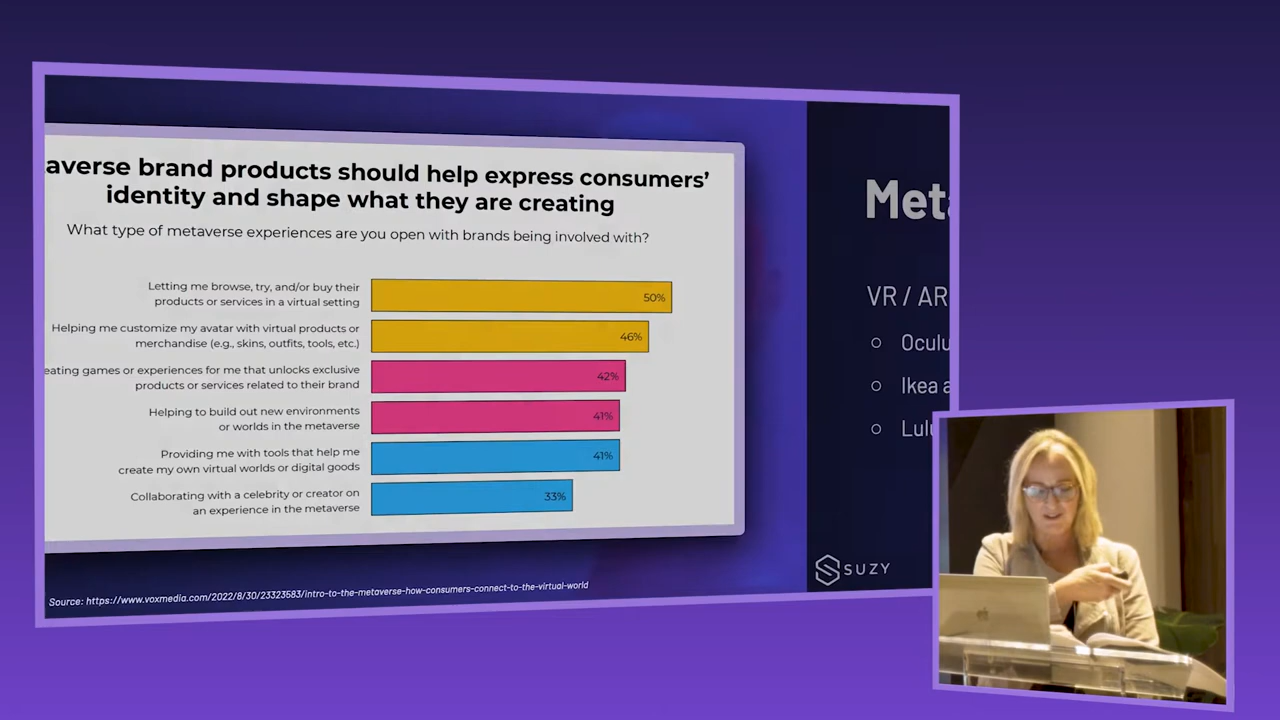 averse brand products should help express consumers'
identity and shape what they are creating
What type of metaverse experiences are you open with brands being involved with?
Letting me browse, try, and/or buy their
products or services in a virtual setting
50%
Helping me customize my avatar with virtual products or
merchandise (e.g., skins, outfits, tools, etc.)
46%
eating games or experiences for me that unlocks exclusive
products or services related to their brand
42%
Helping to build out new environments
or worlds in the metaverse
41%
Providing me with tools that help me
create my own virtual worlds or digital goods
41%
Collaborating with a celebrity or creator on
an experience in the metaverse
33%
Source: https://www.voxmedia.com/2022/8/30/23323583/intro-to-the-metaverse-how-consumers-connect-to-the-virtual-world
Meta
VR / AR
Oculu
Ikea a
Lulu
SUZY